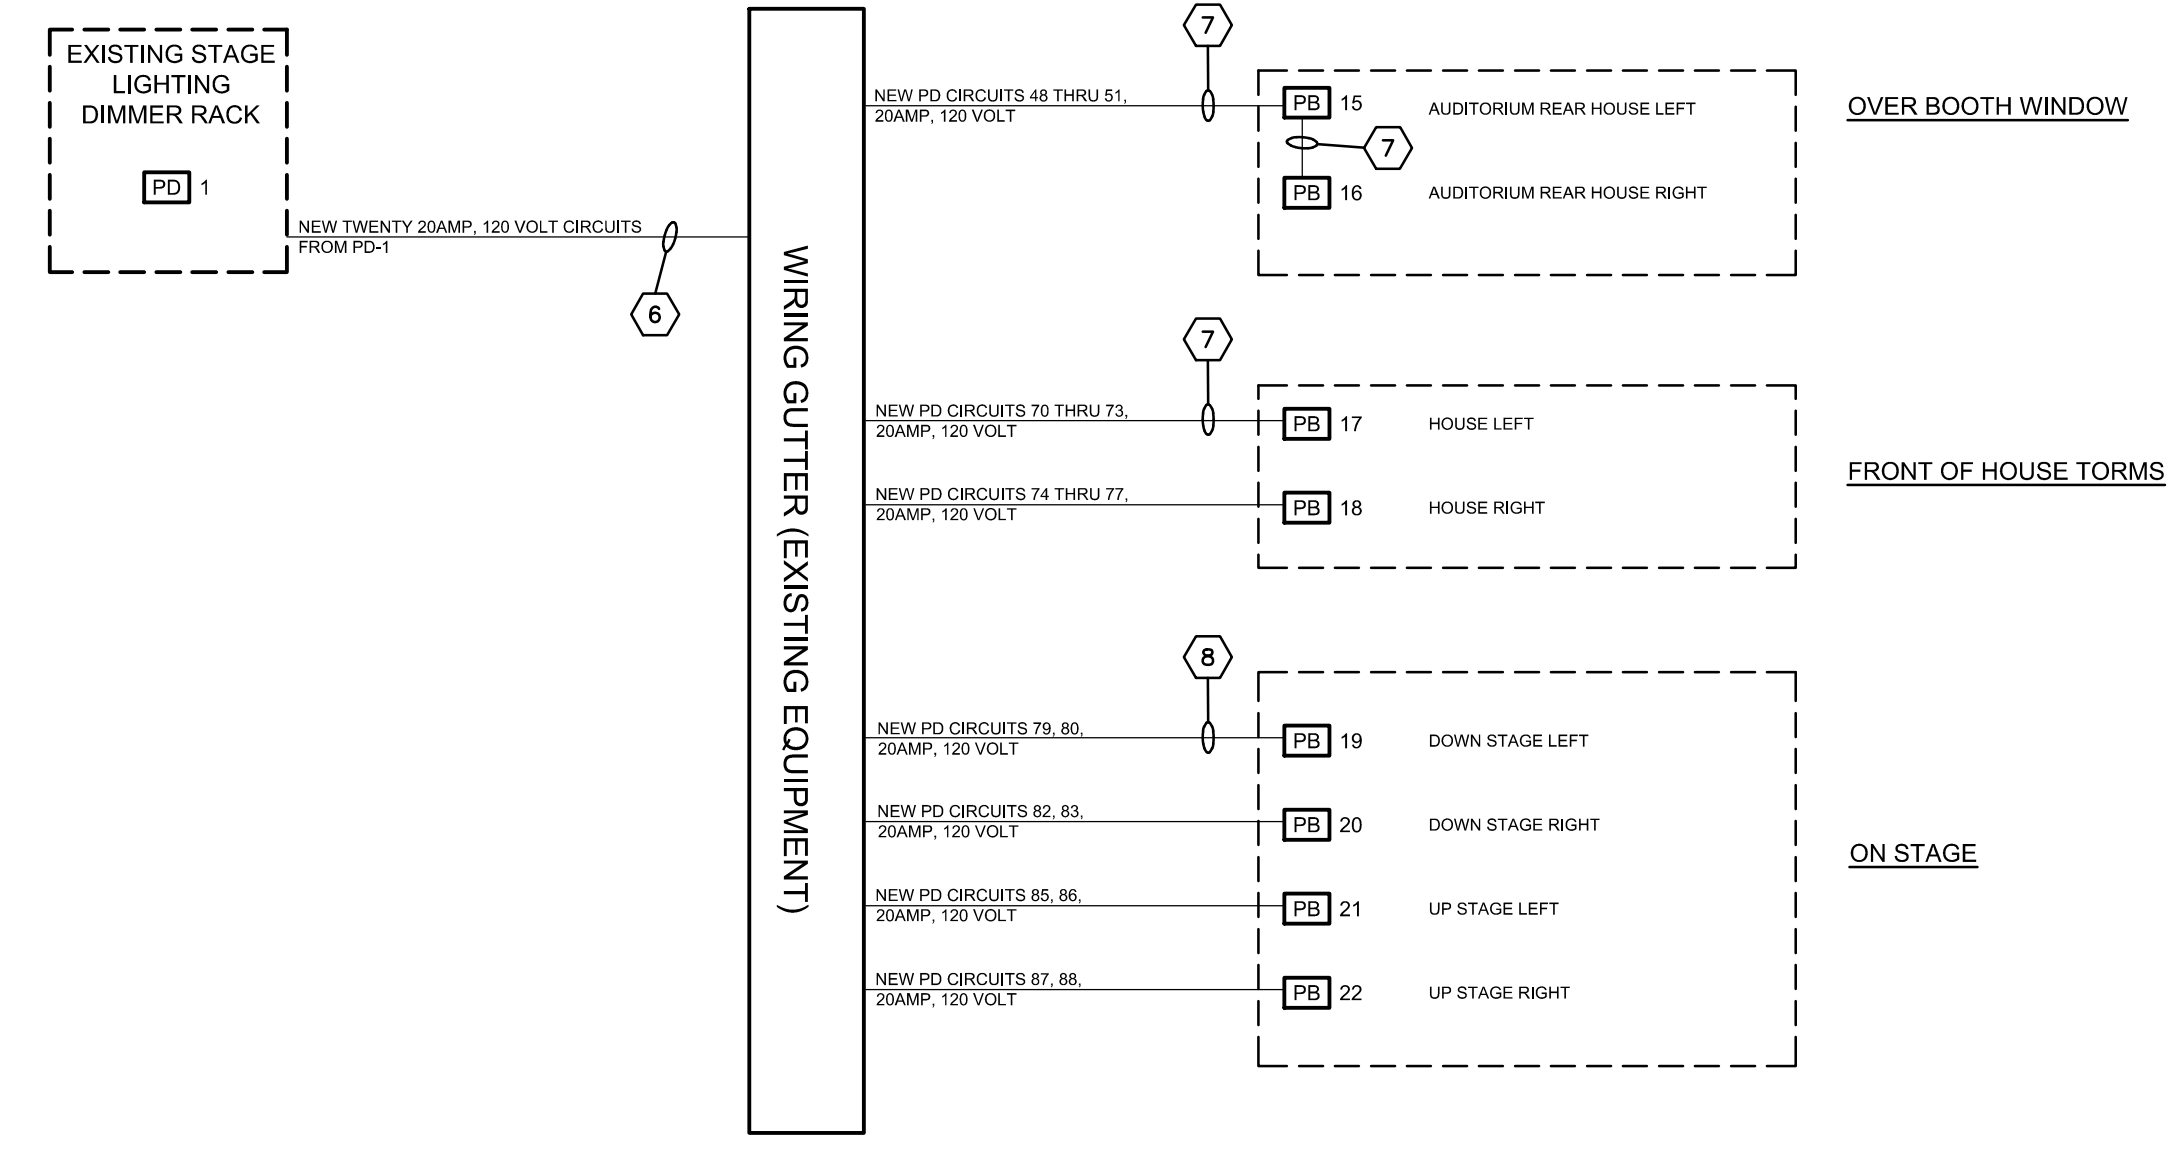 EXISTING STAGE
LIGHTING
DIMMER RACK
PD 1
NEW TWENTY 20AMP, 120 VOLT CIRCUITS
FROM PD-1
6
WIRING GUTTER (EXISTING EQUIPMENT)
7
NEW PD CIRCUITS 48 THRU 51,
20AMP, 120 VOLT
PB 15 AUDITORIUM REAR HOUSE LEFT
7
PB 16 AUDITORIUM REAR HOUSE RIGHT
OVER BOOTH WINDOW
7
NEW PD CIRCUITS 70 THRU 73,
20AMP, 120 VOLT
PB 17 HOUSE LEFT
NEW PD CIRCUITS 74 THRU 77,
20AMP, 120 VOLT
PB 18 HOUSE RIGHT
FRONT OF HOUSE TORMS
8
NEW PD CIRCUITS 79, 80,
20AMP, 120 VOLT
PB 19 DOWN STAGE LEFT
NEW PD CIRCUITS 82, 83,
20AMP, 120 VOLT
PB 20 DOWN STAGE RIGHT
NEW PD CIRCUITS 85, 86,
20AMP, 120 VOLT
PB 21 UP STAGE LEFT
NEW PD CIRCUITS 87, 88,
20AMP, 120 VOLT
PB 22 UP STAGE RIGHT
ON STAGE